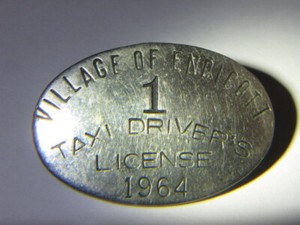 VILLAGE OF ENDICOTT
1
TAXI DRIVER'S
LICENSE
1964